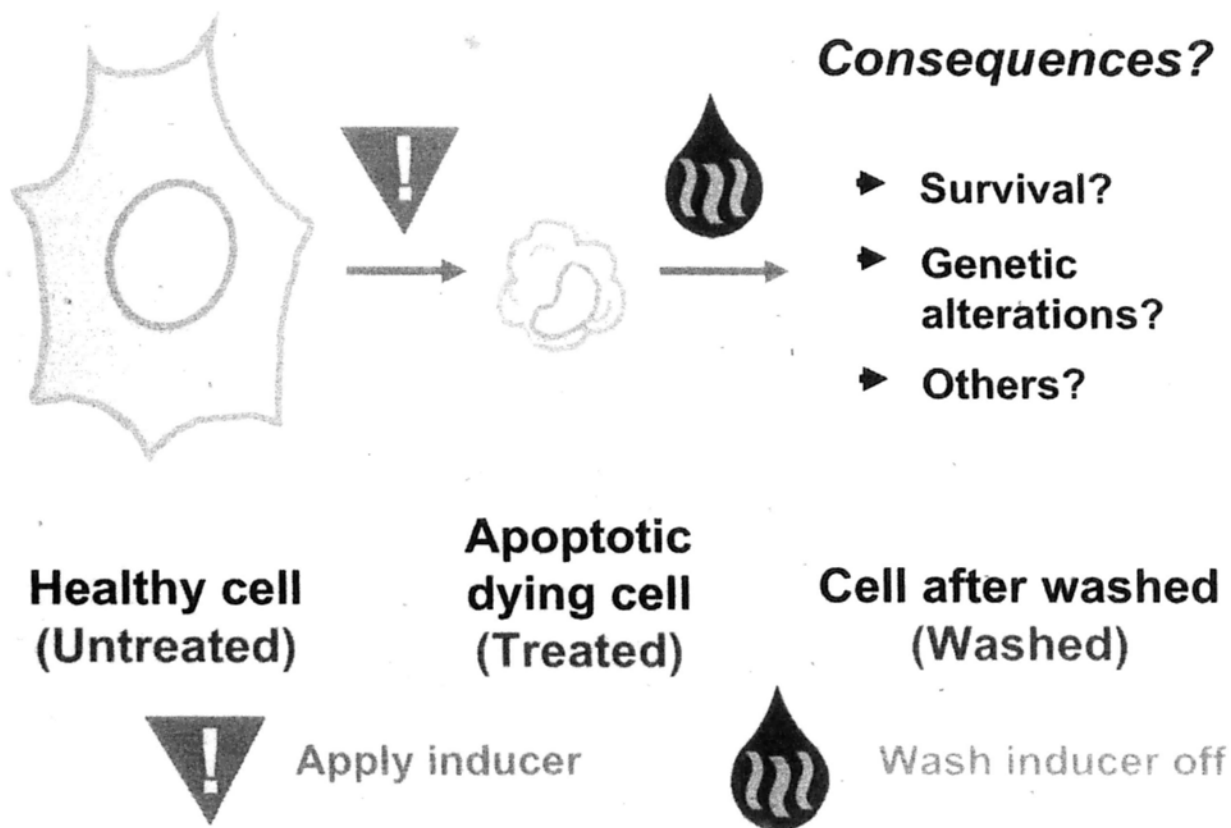 Consequences?
!
► Survival?
► Genetic
alterations?
► Others?
Healthy cell
(Untreated)
Apoptotic
dying cell
(Treated)
Cell after washed
(Washed)
! Apply inducer
Wash inducer off